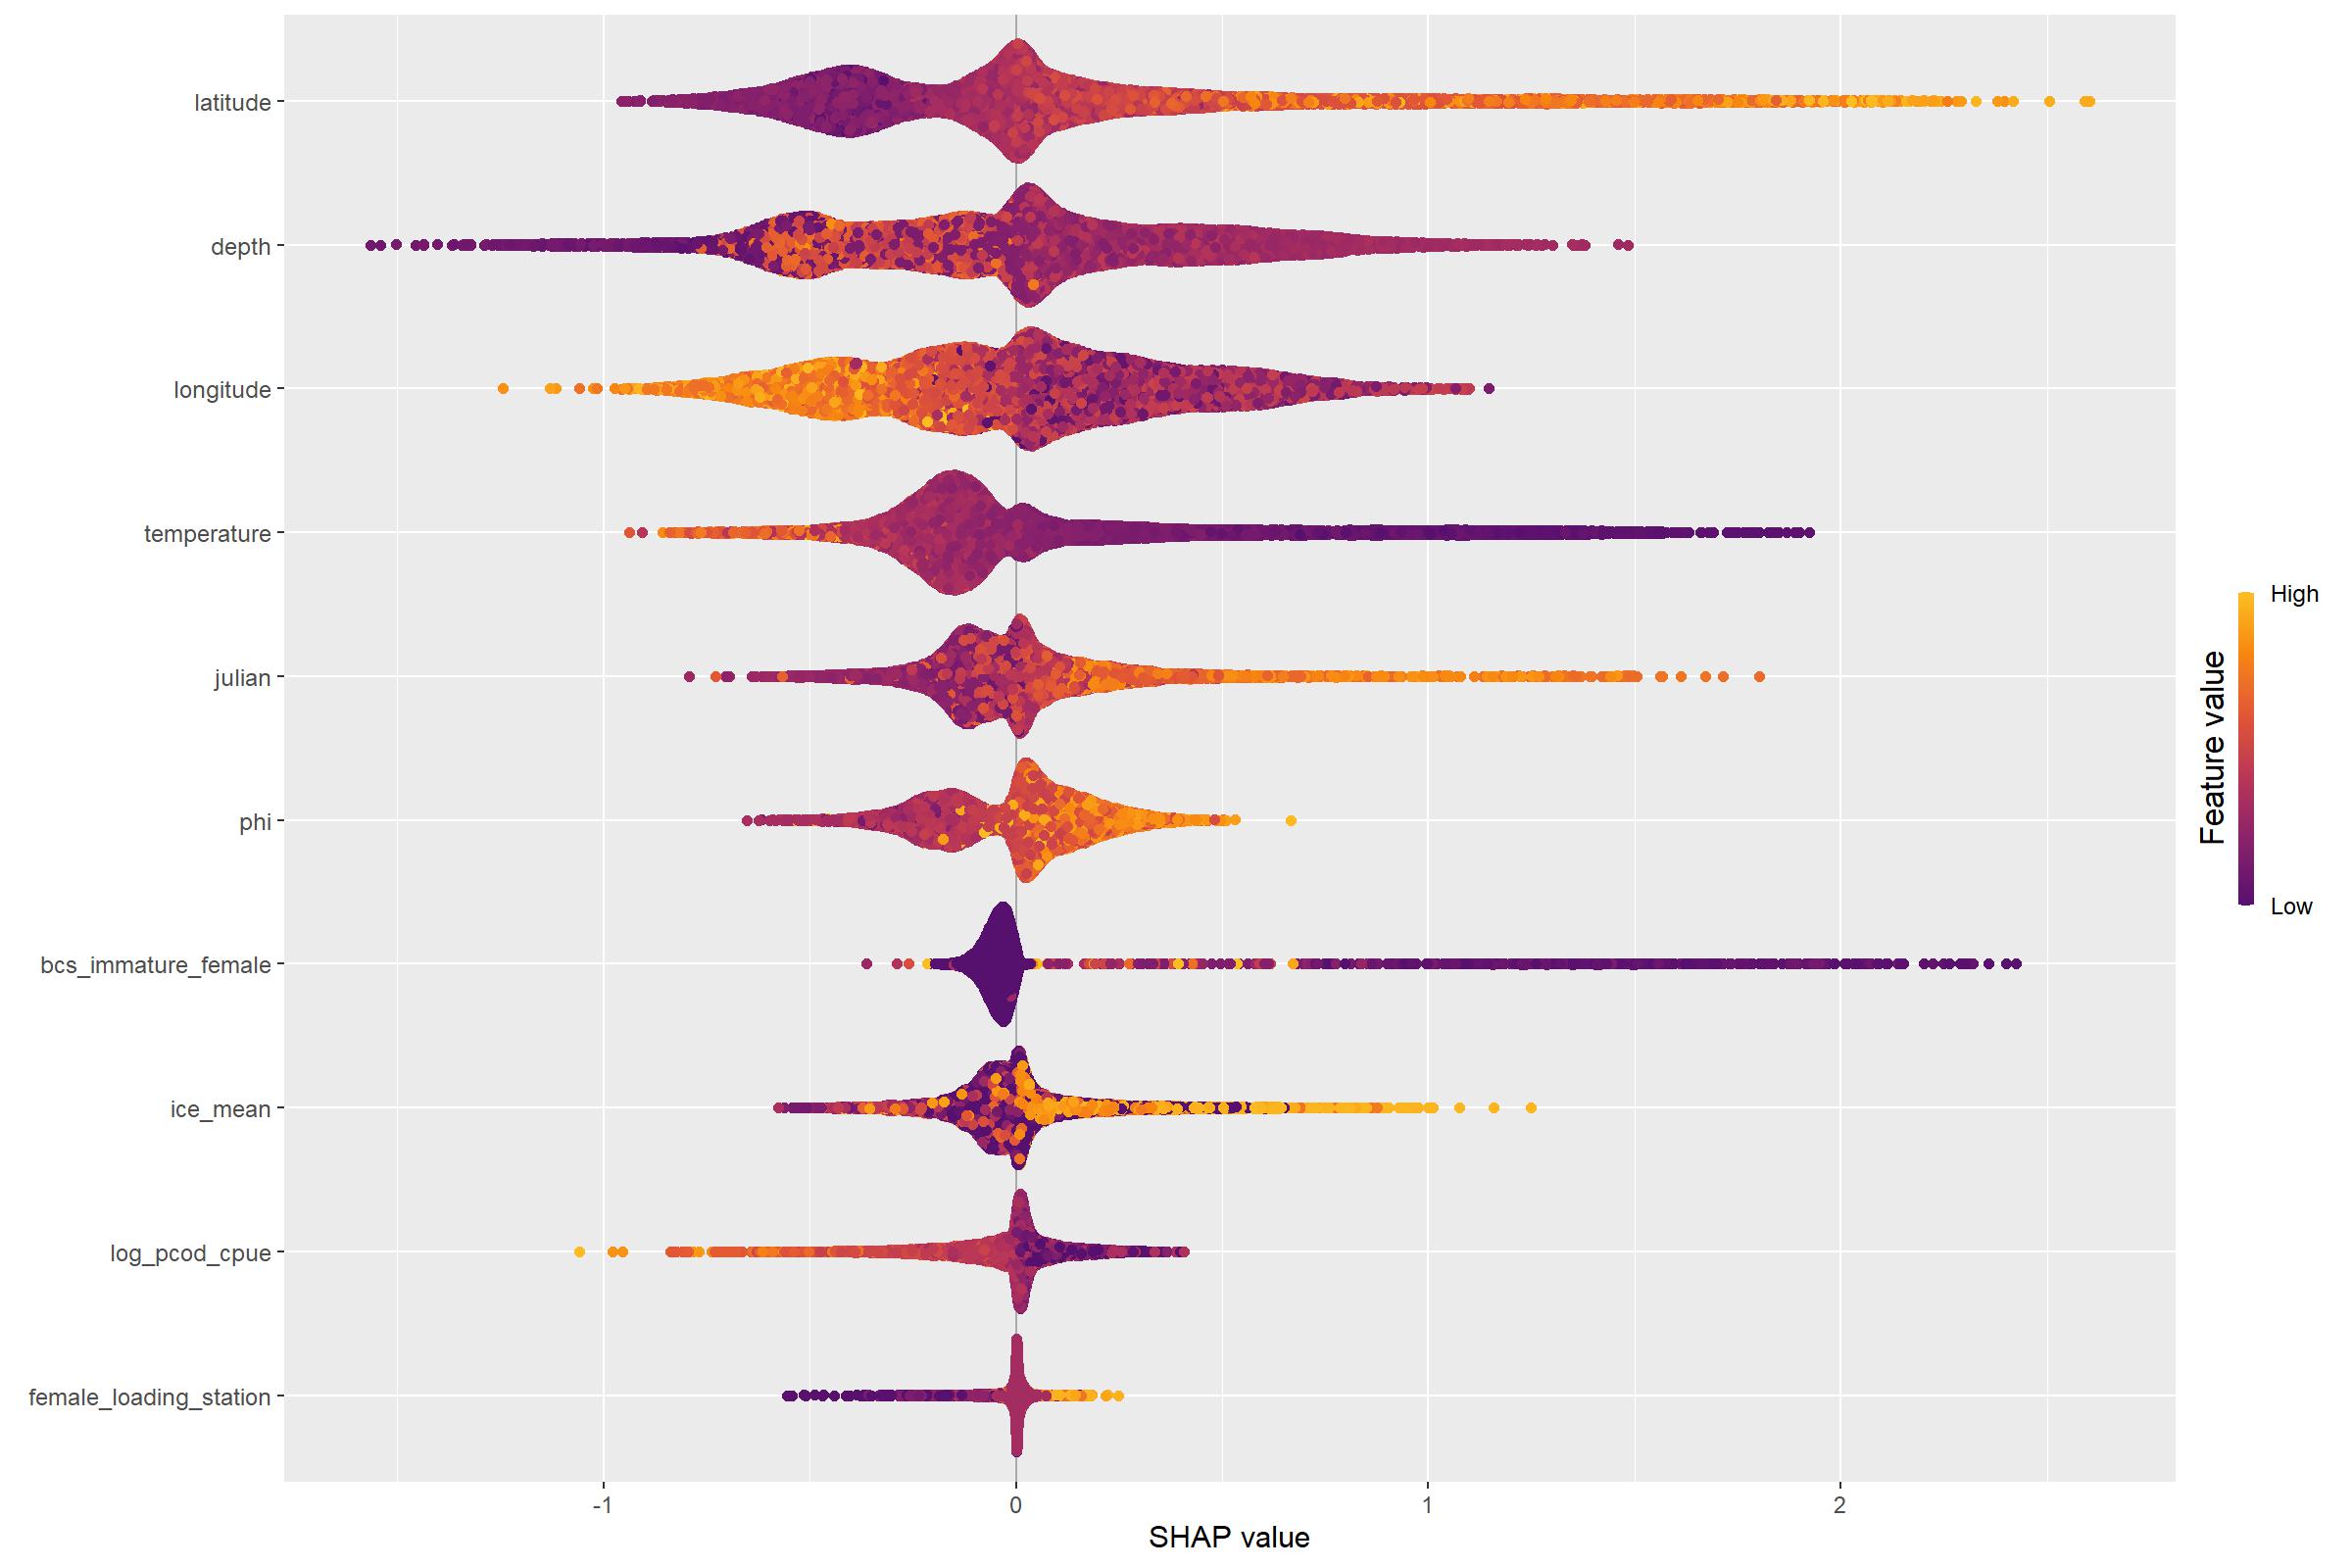 latitude
depth
longitude
temperature
julian
phi
bcs_immature_female
ice_mean
log_pcod_cpue
female_loading_station
-1
0
1
2
SHAP value
Feature value
High
Low